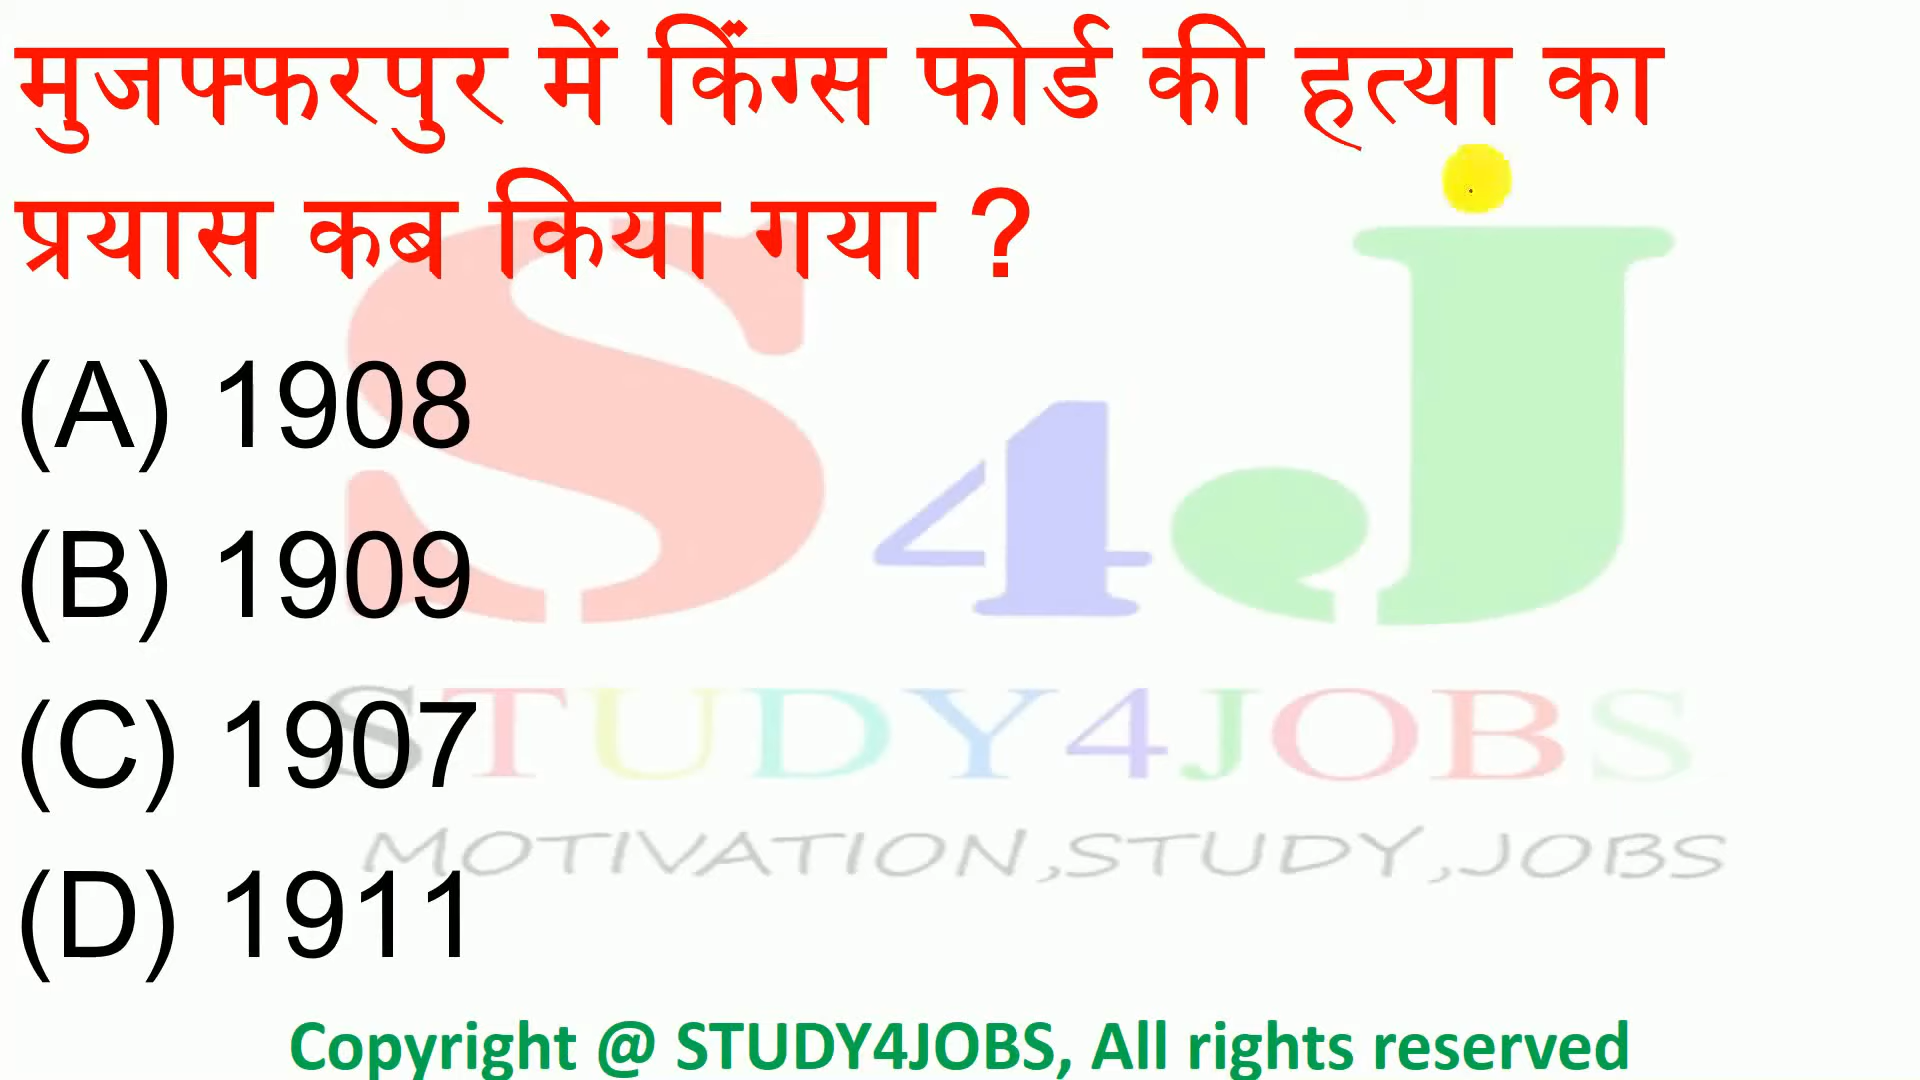 मुजफ्फरपुर में किंग्स फोर्ड की हत्या का
प्रयास कब किया गया ?
(A) 1908
(B) 1909
(C) 1907
(D) 1911
S4J
STUDY4JOBS
MOTIVATION,STUDY,JOBS
Copyright @ STUDY4JOBS, All rights reserved